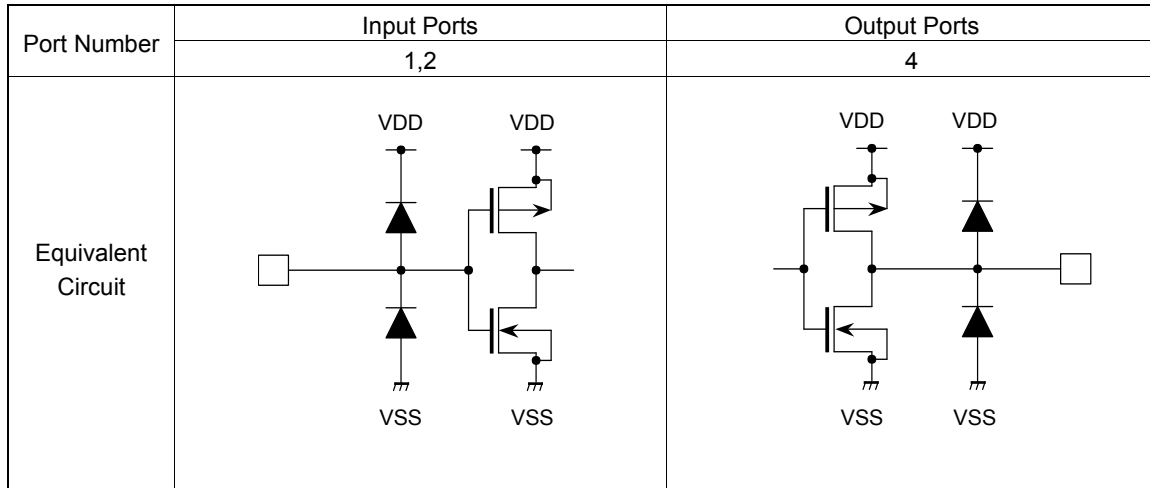 Port Number
Input Ports
Output Ports
1,2
4
Equivalent
Circuit
VDD
VDD
VSS
VSS
VDD
VDD
VSS
VSS